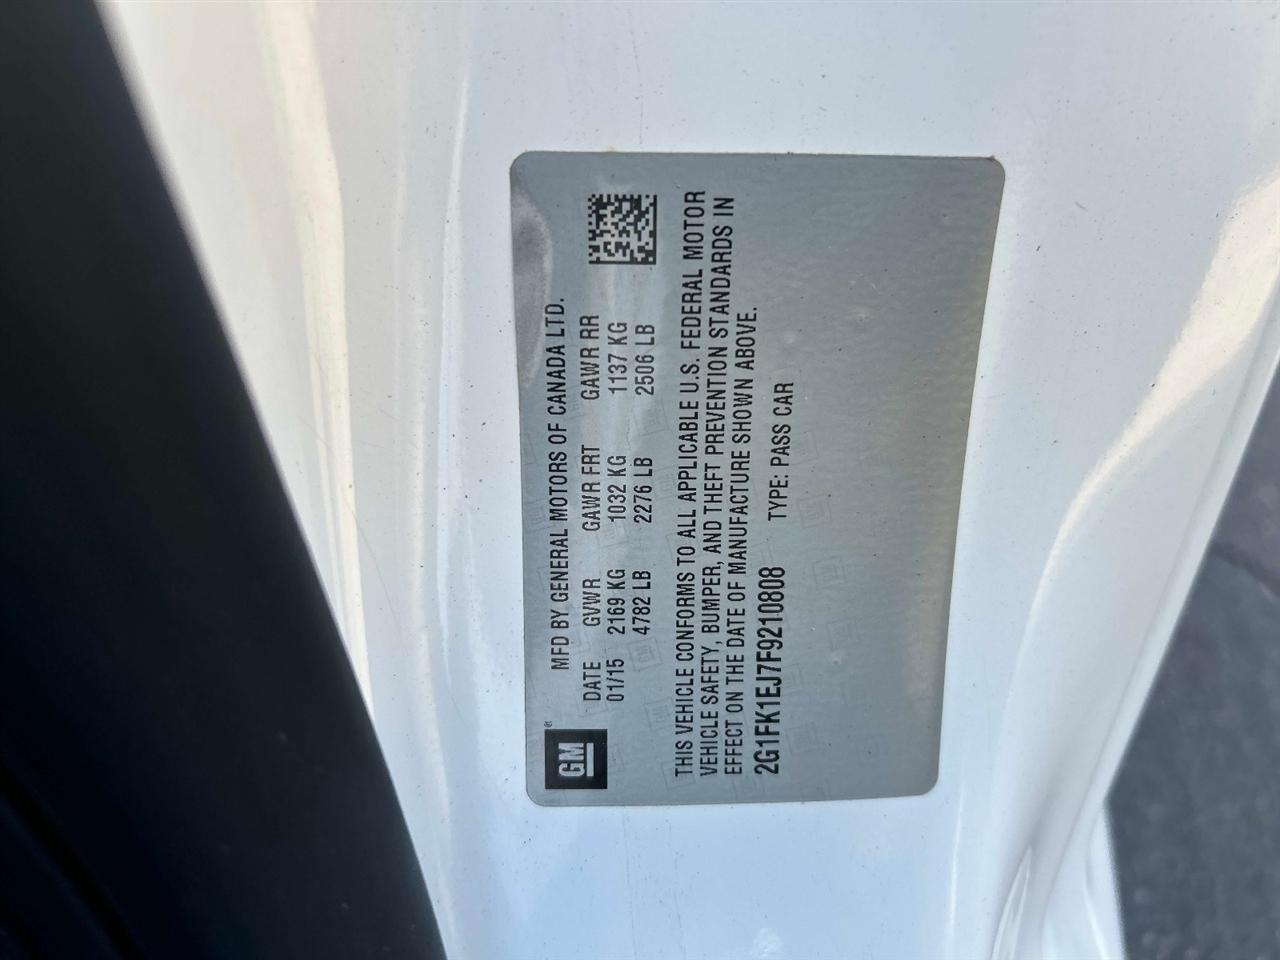 GM
MFD BY GENERAL MOTORS OF CANADA LTD.
DATE GVWR GAWR FRT GAWR RR
01/15 2169 KG 1032 KG 1137 KG
4782 LB 2276 LB 2506 LB
THIS VEHICLE CONFORMS TO ALL APPLICABLE U.S. FEDERAL MOTOR
VEHICLE SAFETY, BUMPER, AND THEFT PREVENTION STANDARDS IN
EFFECT ON THE DATE OF MANUFACTURE SHOWN ABOVE.
2G1FK1EJ7F9210808 TYPE: PASS CAR